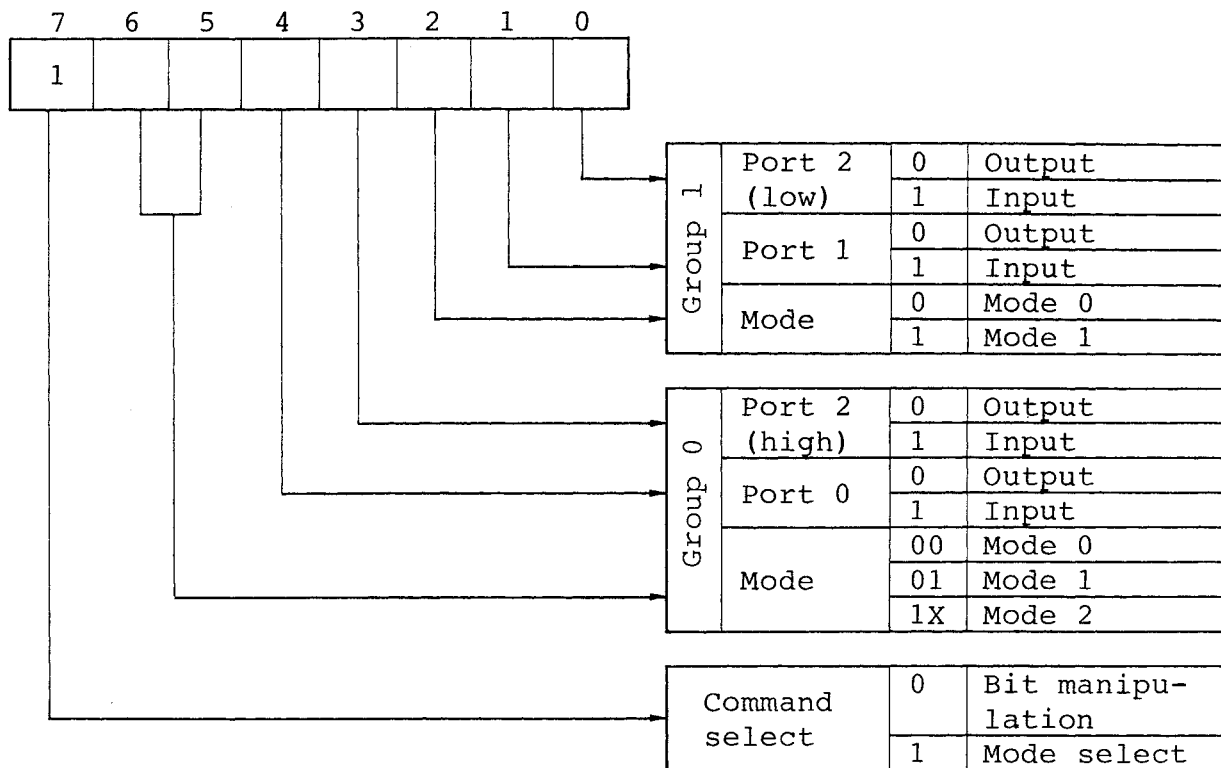 7 6 5 4 3 2 1 0
1
Group 1
Port 2 0 Output
(low) 1 Input
Port 1 0 Output
1 Input
Mode 0 Mode 0
1 Mode 1
Group 0
Port 2 0 Output
(high) 1 Input
Port 0 0 Output
1 Input
Mode 00 Mode 0
01 Mode 1
1X Mode 2
Command select 0 Bit manipu-
lation
1 Mode select